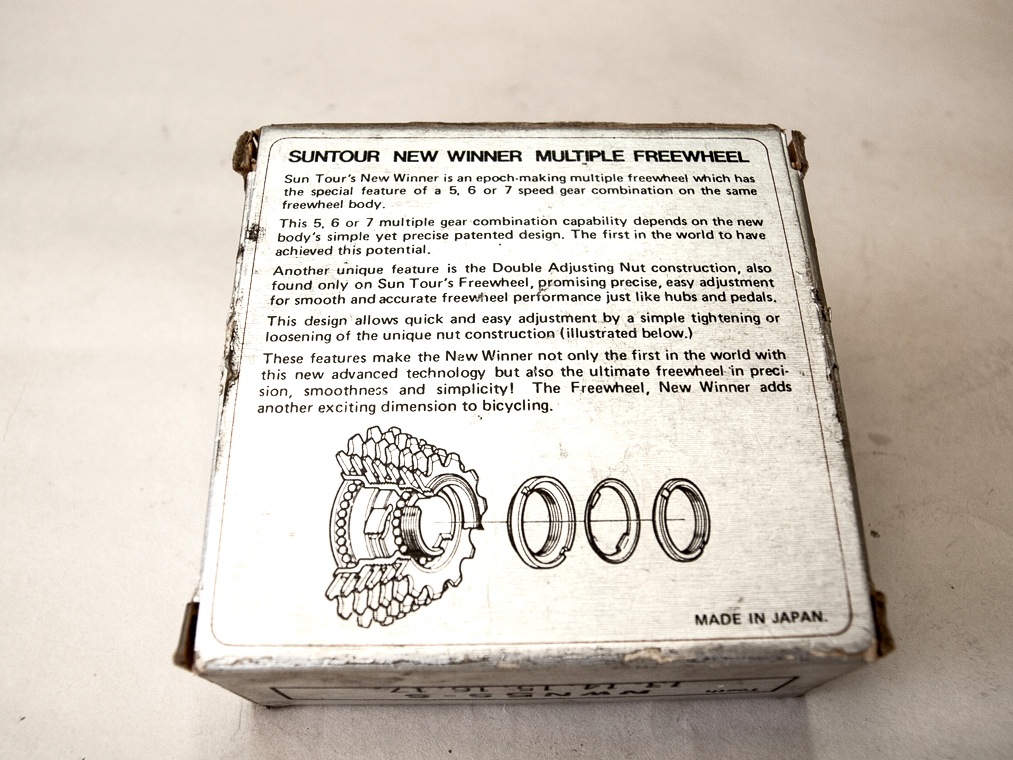 SUNTOUR NEW WINNER MULTIPLE FREEWHEEL
Sun Tour's New Winner is an epoch-making multiple freewheel which has
the special feature of a 5, 6 or 7 speed gear combination on the same
freewheel body.
This 5, 6 or 7 multiple gear combination capability depends on the new
body's simple yet precise patented design. The first in the world to have
achieved this potential.
Another unique feature is the Double Adjusting Nut construction, also
found only on Sun Tour's Freewheel, promising precise, easy adjustment
for smooth and accurate freewheel performance just like hubs and pedals.
This design allows quick and easy adjustment by a simple tightening or
loosening of the unique nut construction (illustrated below.)
These features make the New Winner not only the first in the world with
this new advanced technology but also the ultimate freewheel in preci-
sion, smoothness and simplicity! The Freewheel, New Winner adds
another exciting dimension to bicycling.
MADE IN JAPAN.
Teeth 13-14-15-16-17